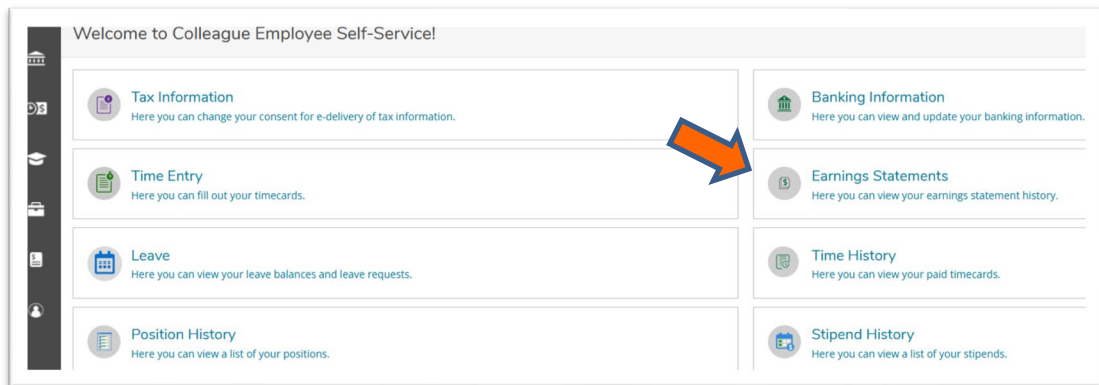 Welcome to Colleague Employee Self-Service!
Tax Information
Here you can change your consent for e-delivery of tax information.
Banking Information
Here you can view and update your banking information.
Time Entry
Here you can fill out your timecards.
Earnings Statements
Here you can view your earnings statement history.
Leave
Here you can view your leave balances and leave requests.
Time History
Here you can view your paid timecards.
Position History
Here you can view a list of your positions.
Stipend History
Here you can view a list of your stipends.